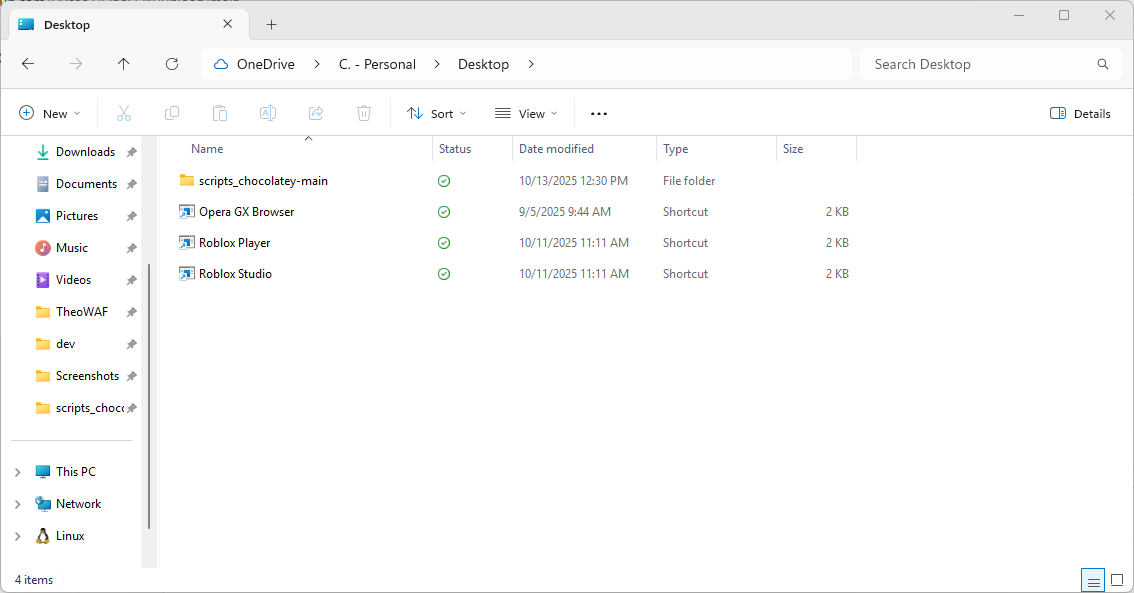 Desktop
OneDrive > C. - Personal > Desktop >
Search Desktop
New
Sort
View
Details
Downloads
Documents
Pictures
Music
Videos
TheoWAF
dev
Screenshots
scripts_choc
This PC
Network
Linux
Name Status Date modified Type Size
scripts_chocolatey-main 10/13/2025 12:30 PM File folder
Opera GX Browser 9/5/2025 9:44 AM Shortcut 2 KB
Roblox Player 10/11/2025 11:11 AM Shortcut 2 KB
Roblox Studio 10/11/2025 11:11 AM Shortcut 2 KB
4 items